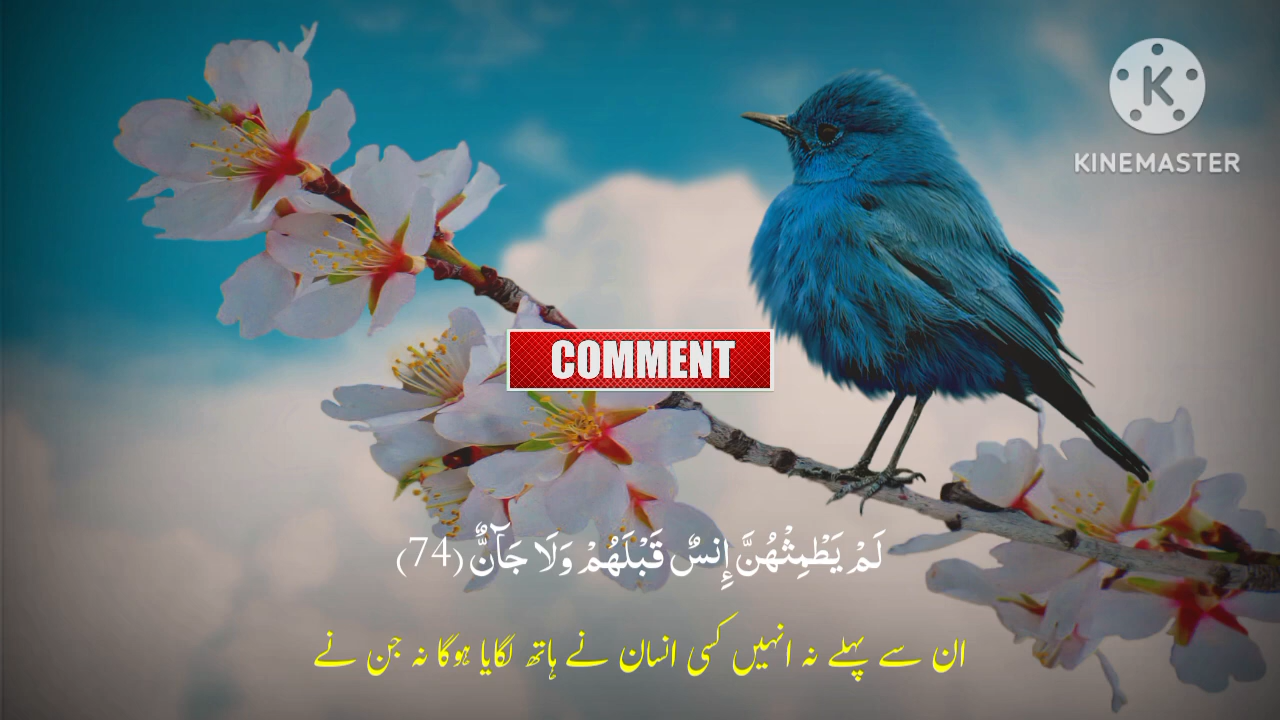 K
KINEMASTER
COMMENT
لَمْ يَطْمِثْهُنَّ إِنسٌ قَبْلَهُمْ وَلَا جَآنٌّ (74)
ان سے پہلے نہ انہیں کسی انسان نے ہاتھ لگایا ہوگا نہ جن نے